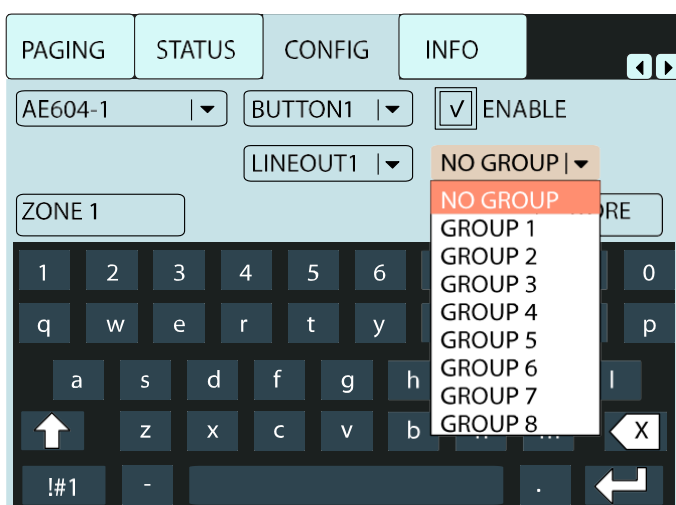 PAGING STATUS CONFIG INFO
AE604-1 BUTTON1 √ ENABLE
LINEOUT1 NO GROUP
ZONE 1
NO GROUP
GROUP 1
GROUP 2
GROUP 3
GROUP 4
GROUP 5
GROUP 6
GROUP 7
GROUP 8
1 2 3 4 5 6 0
q w e r t y p
a s d f g h l
z x c v b X
!#1 - .